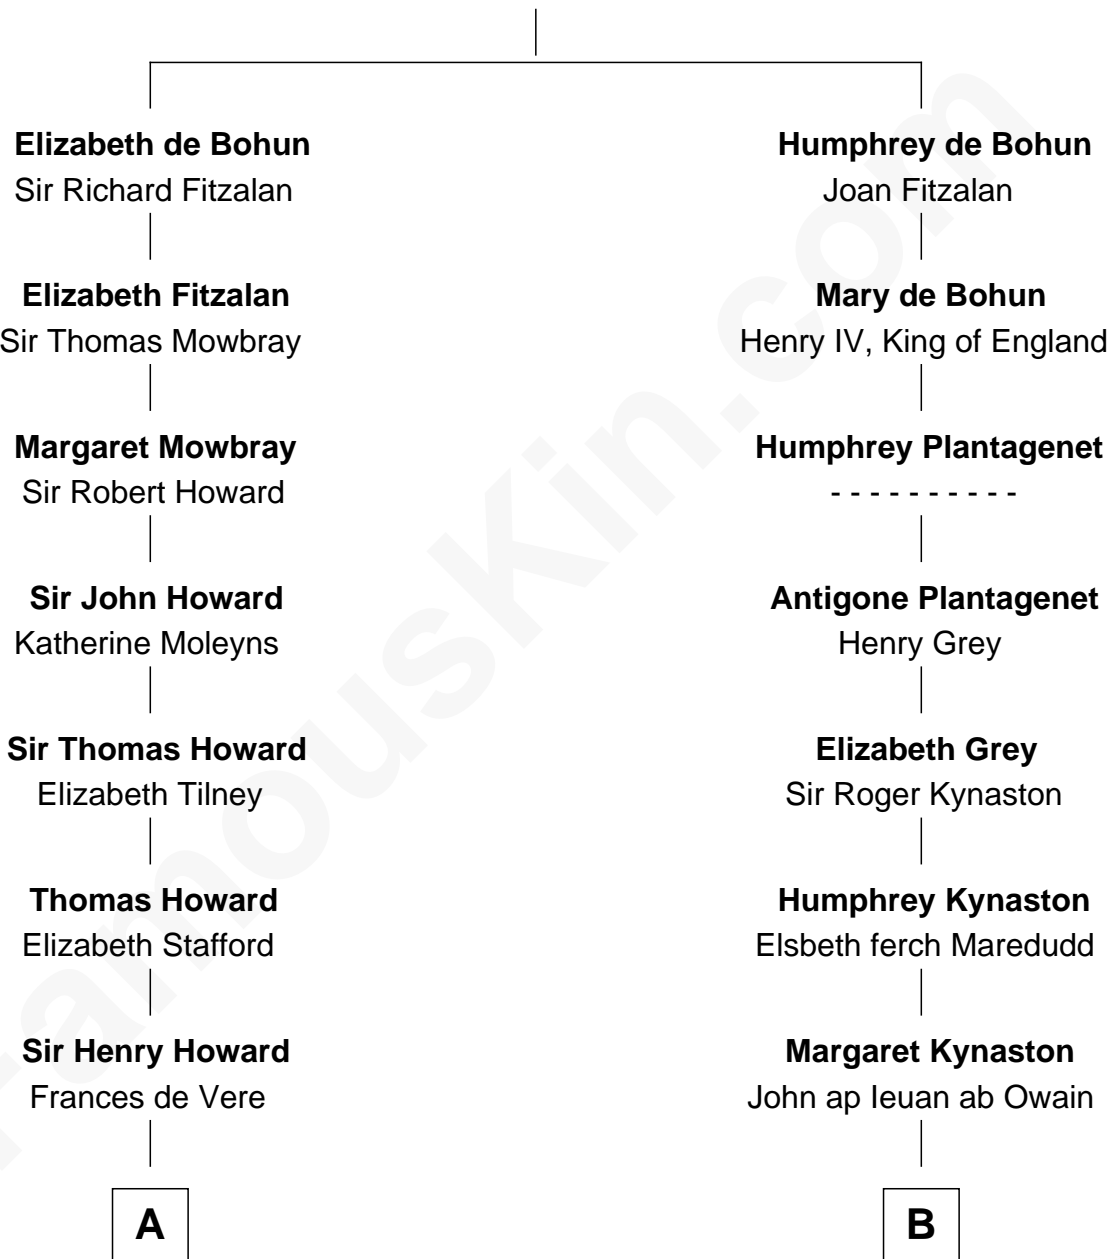 Elizabeth de Bohun
Sir Richard Fitzalan
Elizabeth Fitzalan
Sir Thomas Mowbray
Margaret Mowbray
Sir Robert Howard
Sir John Howard
Katherine Moleyns
Sir Thomas Howard
Elizabeth Tilney
Thomas Howard
Elizabeth Stafford
Sir Henry Howard
Frances de Vere
A
Humphrey de Bohun
Joan Fitzalan
Mary de Bohun
Henry IV, King of England
Humphrey Plantagenet
- - - - - - - - - -
Antigone Plantagenet
Henry Grey
Elizabeth Grey
Sir Roger Kynaston
Humphrey Kynaston
Elsbeth ferch Maredudd
Margaret Kynaston
John ap Ieuan ab Owain
B
FamousKin.com